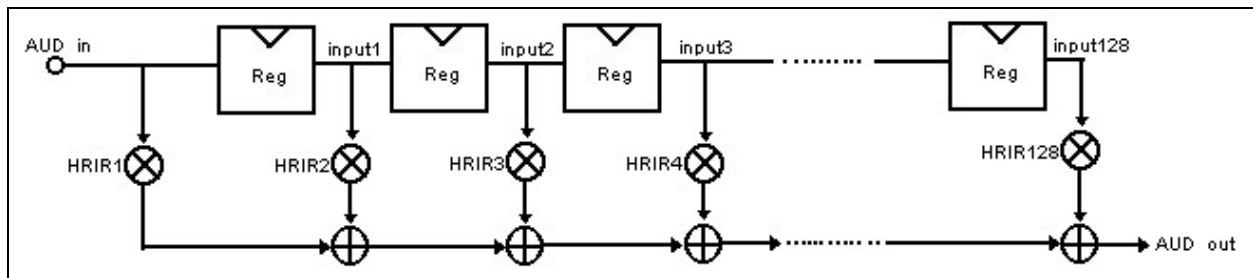 AUD in
input1
input2
input3
input128
Reg
Reg
Reg
Reg
HRIR1
HRIR2
HRIR3
HRIR4
HRIR128
AUD out